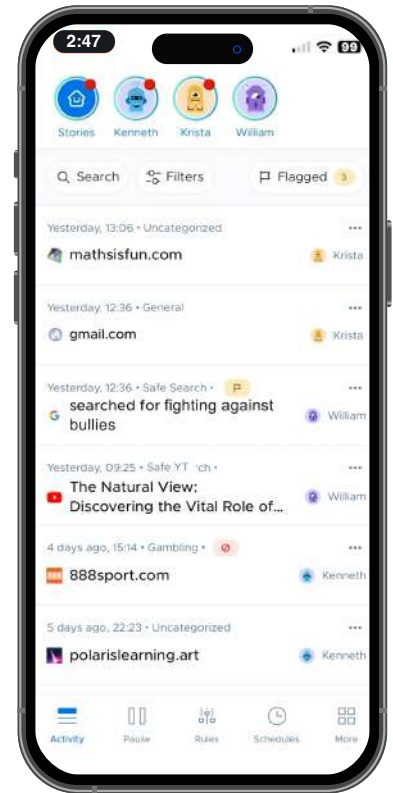 2:47
99
Stories Kenneth Krista William
Search Filters Flagged 3
Yesterday, 13:06 • Uncategorized
mathsisfun.com Krista
Yesterday, 12:36 • General
gmail.com Krista
Yesterday, 12:36 • Safe Search •
searched for fighting against
bullies
William
Yesterday, 09:25 • Safe YT ch •
The Natural View:
Discovering the Vital Role of...
William
4 days ago, 15:14 • Gambling •
888
888sport.com Kenneth
5 days ago, 22:23 • Uncategorized
polarislearning.art Kenneth
Activity Pause Rules Schedules More